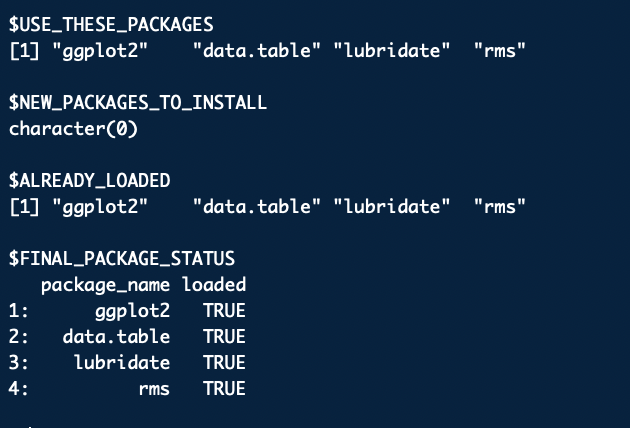 $USE_THESE_PACKAGES
[1] "ggplot2"    "data.table" "lubridate"  "rms"
$NEW_PACKAGES_TO_INSTALL
character(0)
$ALREADY_LOADED
[1] "ggplot2"    "data.table" "lubridate"  "rms"
$FINAL_PACKAGE_STATUS
   package_name loaded
1:      ggplot2   TRUE
2:   data.table   TRUE
3:    lubridate   TRUE
4:          rms   TRUE